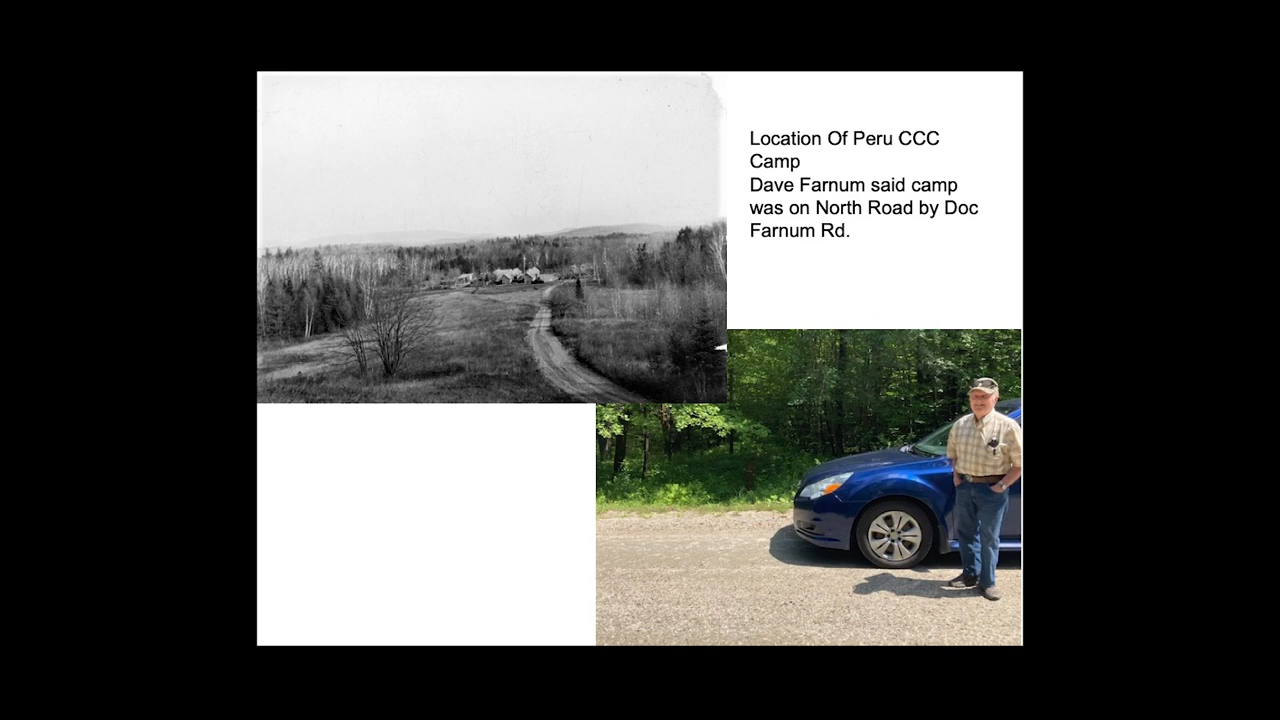 Location Of Peru CCC
Camp
Dave Farnum said camp
was on North Road by Doc
Farnum Rd.